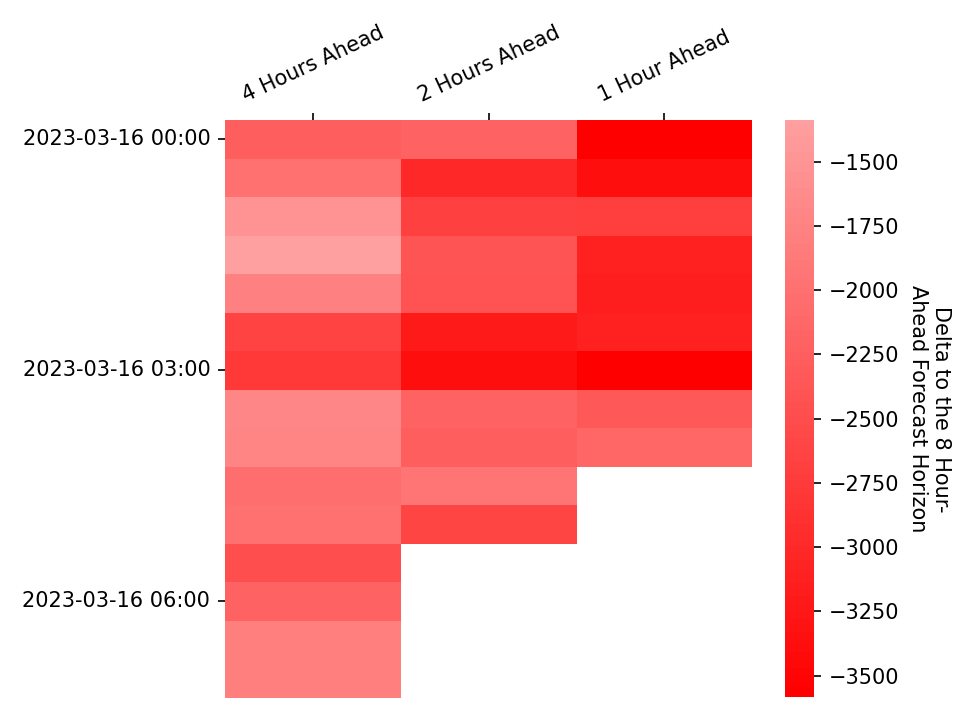 4 Hours Ahead
2 Hours Ahead
1 Hour Ahead
2023-03-16 00:00
2023-03-16 03:00
2023-03-16 06:00
−1500
−1750
−2000
−2250
−2500
−2750
−3000
−3250
−3500
Delta to the 8 Hour-
Ahead Forecast Horizon